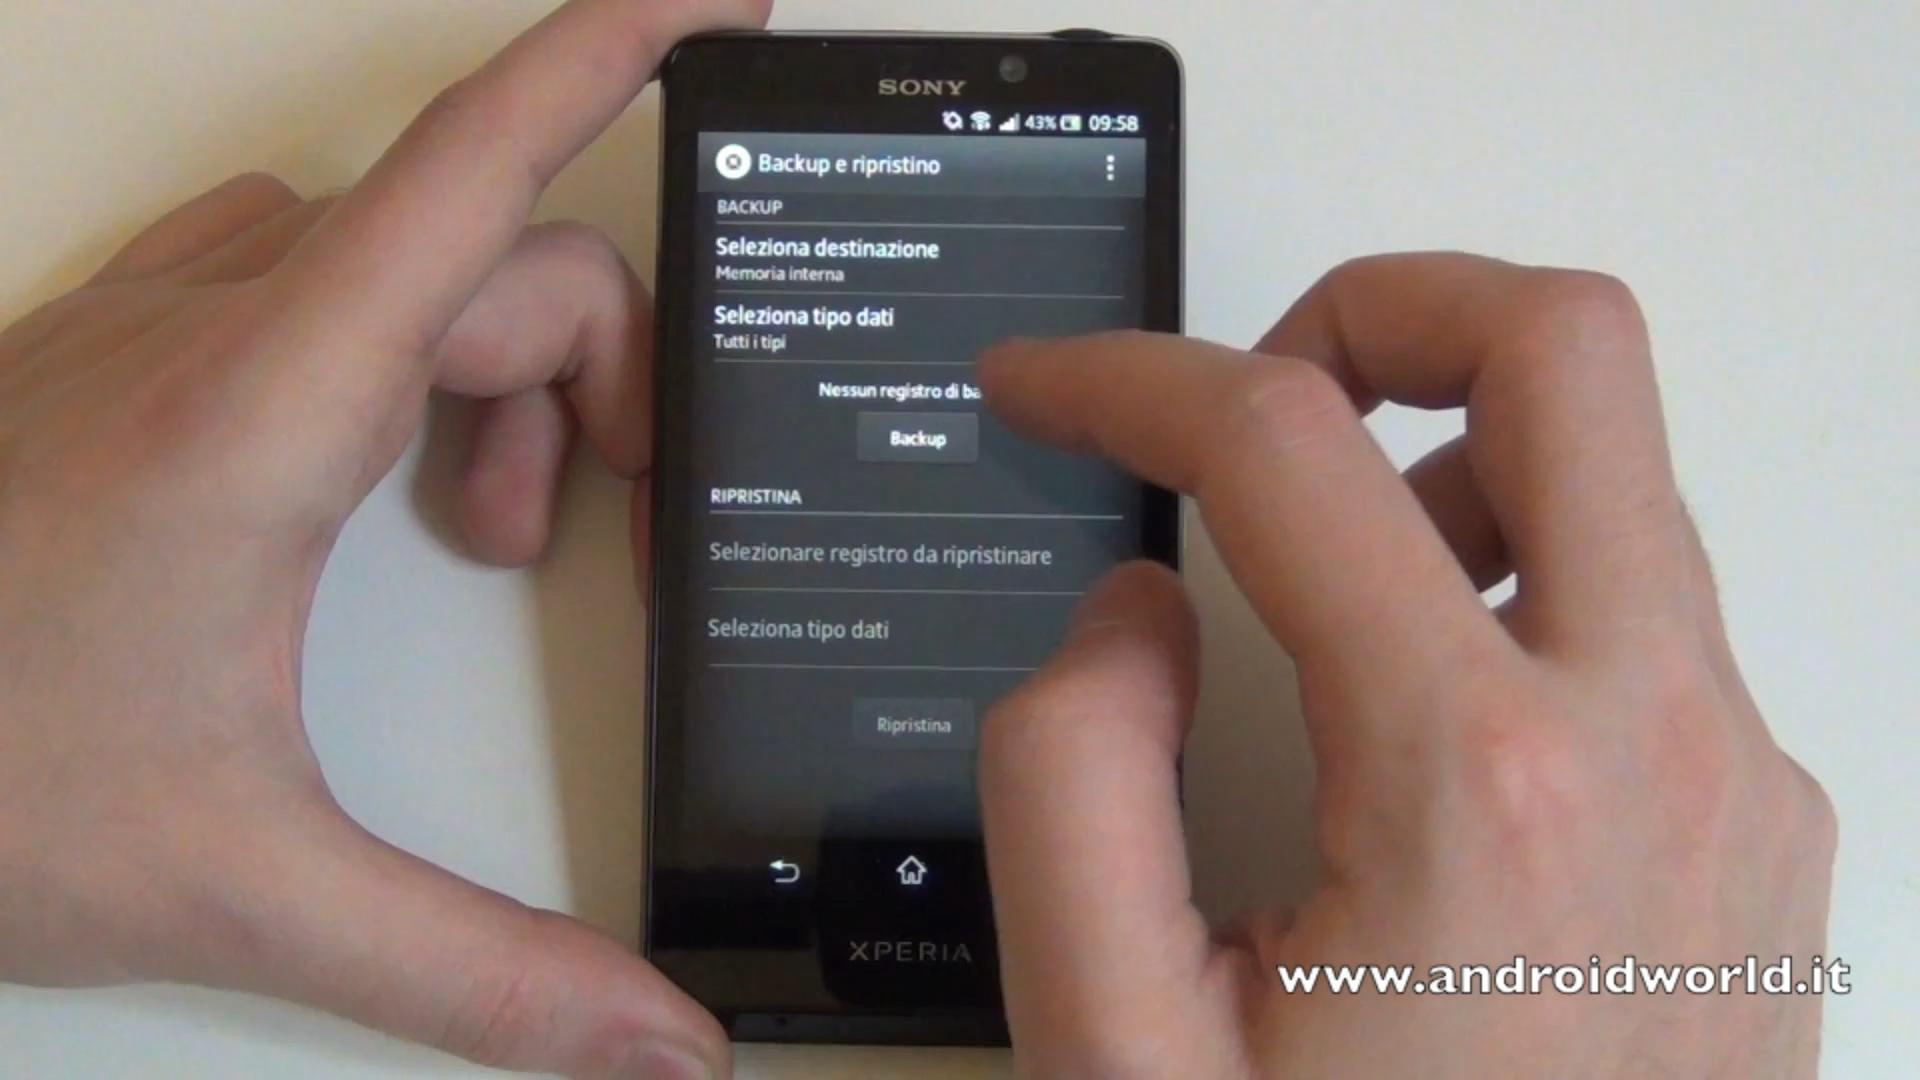 SONY
43% 09:58
Backup e ripristino
BACKUP
Seleziona destinazione
Memoria interna
Seleziona tipo dati
Tutti i tipi
Nessun registro di
Backup
RIPRISTINA
Selezionare registro da ripristinare
Seleziona tipo dati
Ripristina
XPERIA
www.androidworld.it